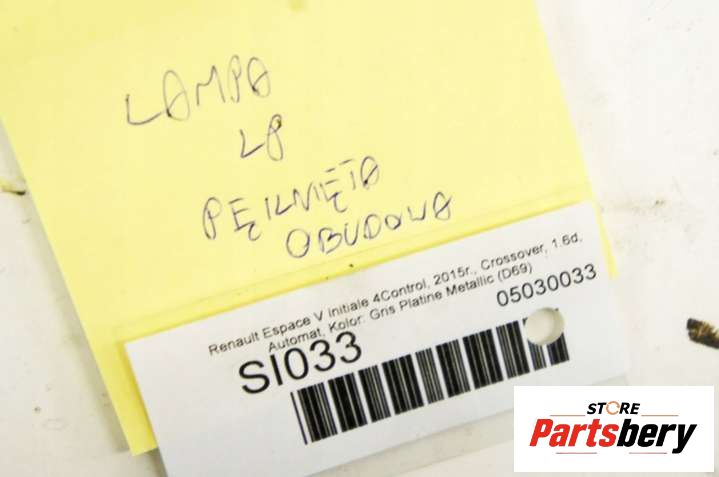 LAMPA
LP
PĘKNIĘTA
OBUDOWA
Renault Espace V Initiale 4Control, 2015r., Crossover, 1.6d,
Automat, Kolor: Gris Platine Metallic (D69)
SI033
05030033
STORE
Partsbery